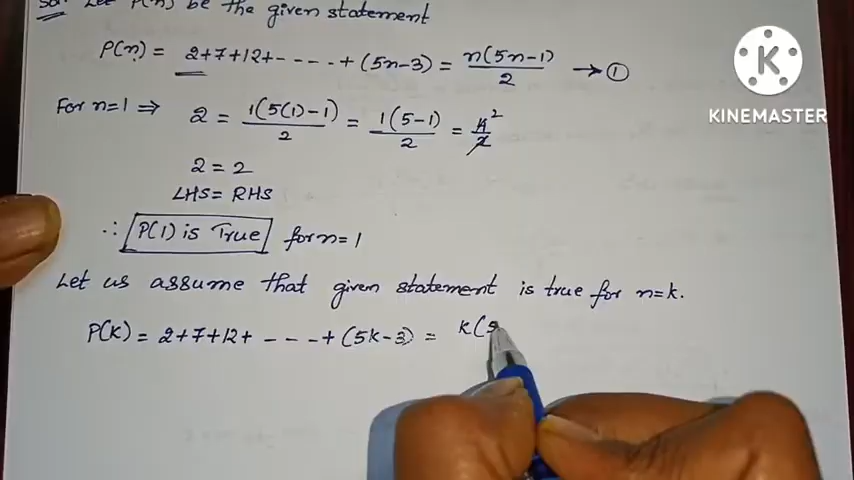 Sol: Let P(n) be the given statement
P(n) = 2+7+12+- - - -+(5n-3) = n(5n-1)/2 → ①
For n=1 ⇒ 2 = 1(5(1)-1)/2 = 1(5-1)/2 = 4/2 2
2 = 2
LHS = RHS
∴ P(1) is True for n=1
Let us assume that given statement is true for n=k.
P(k) = 2+7+12+ - - - -+(5k-3) = k(5
KINEMASTER